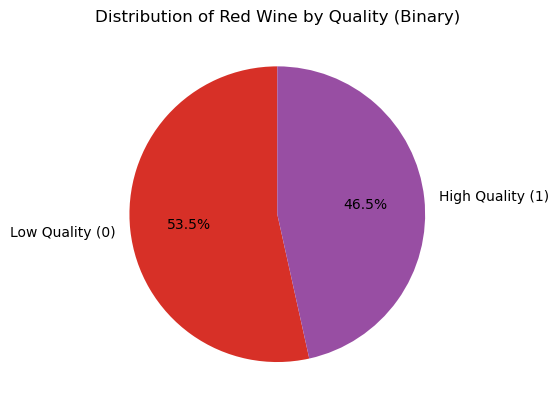 Distribution of Red Wine by Quality (Binary)
High Quality (1)
46.5%
53.5%
Low Quality (0)